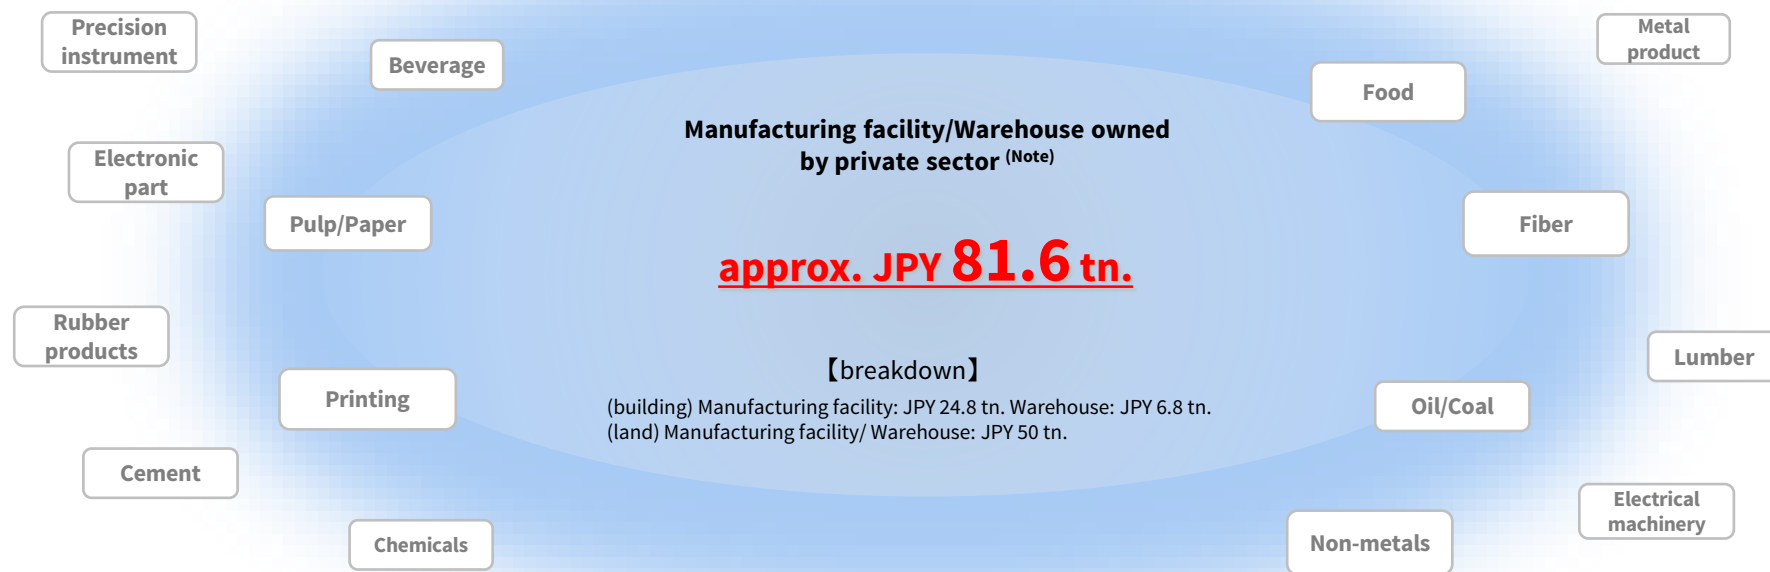 Precision
instrument
Beverage
Metal
product
Food
Manufacturing facility/Warehouse owned
by private sector (Note)
Electronic
part
Pulp/Paper
Fiber
approx. JPY 81.6 tn.
Rubber
products
Lumber
Printing
【breakdown】
Oil/Coal
(building) Manufacturing facility: JPY 24.8 tn. Warehouse: JPY 6.8 tn.
(land) Manufacturing facility/ Warehouse: JPY 50 tn.
Cement
Electrical
machinery
Chemicals
Non-metals